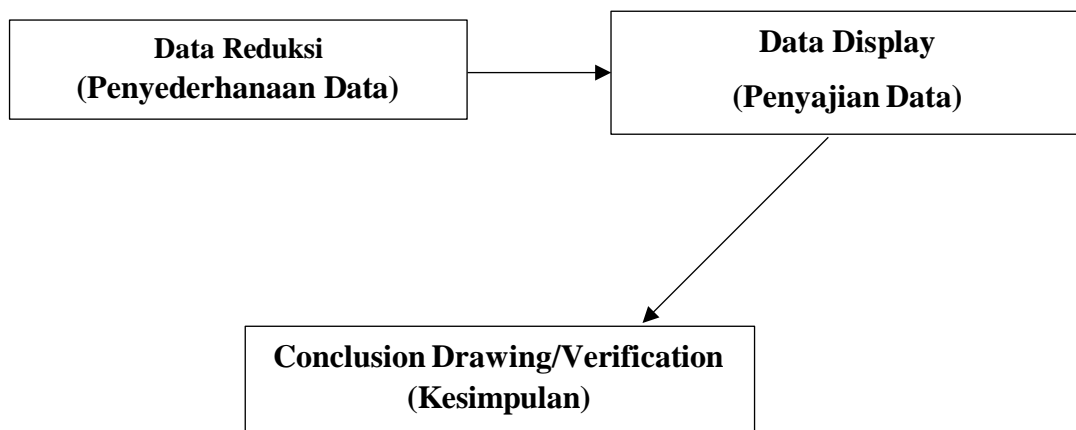 Data Reduksi
(Penyederhanaan Data)
Data Display
(Penyajian Data)
Conclusion Drawing/Verification
(Kesimpulan)